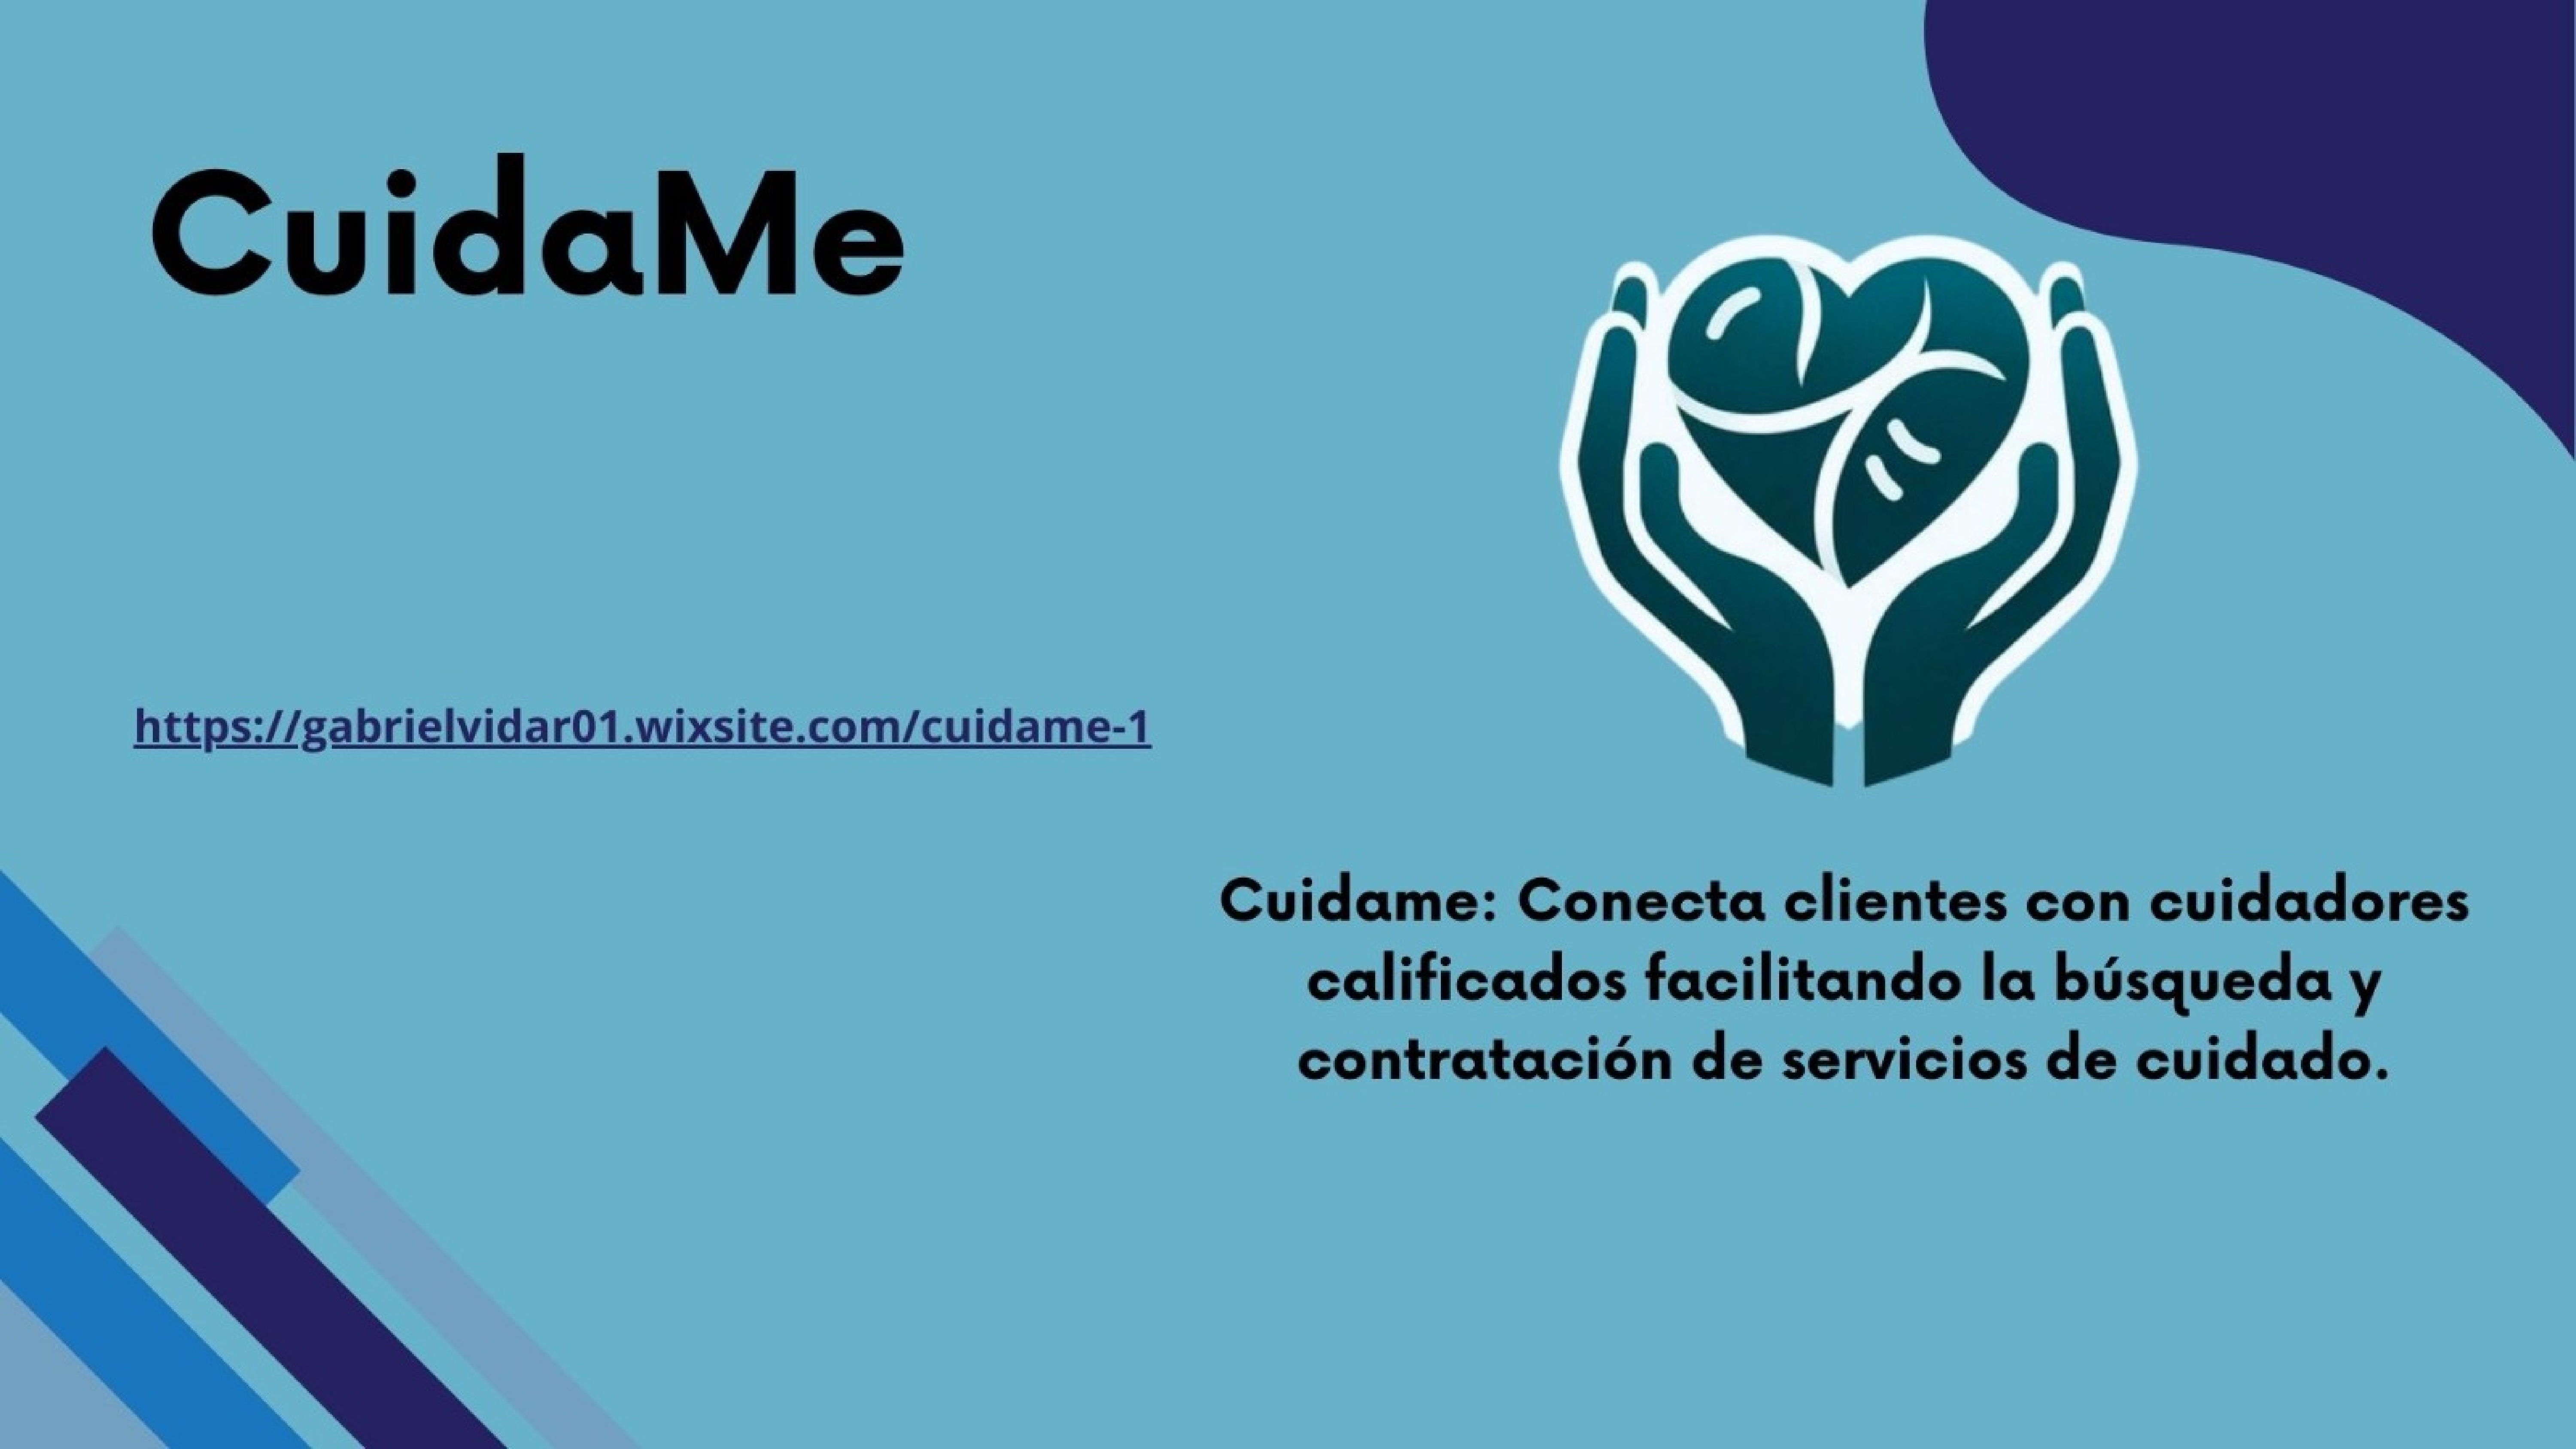 CuidaMe
https://gabrielvidar01.wixsite.com/cuidame-1
Cuidame: Conecta clientes con cuidadores
calificados facilitando la búsqueda y
contratación de servicios de cuidado.